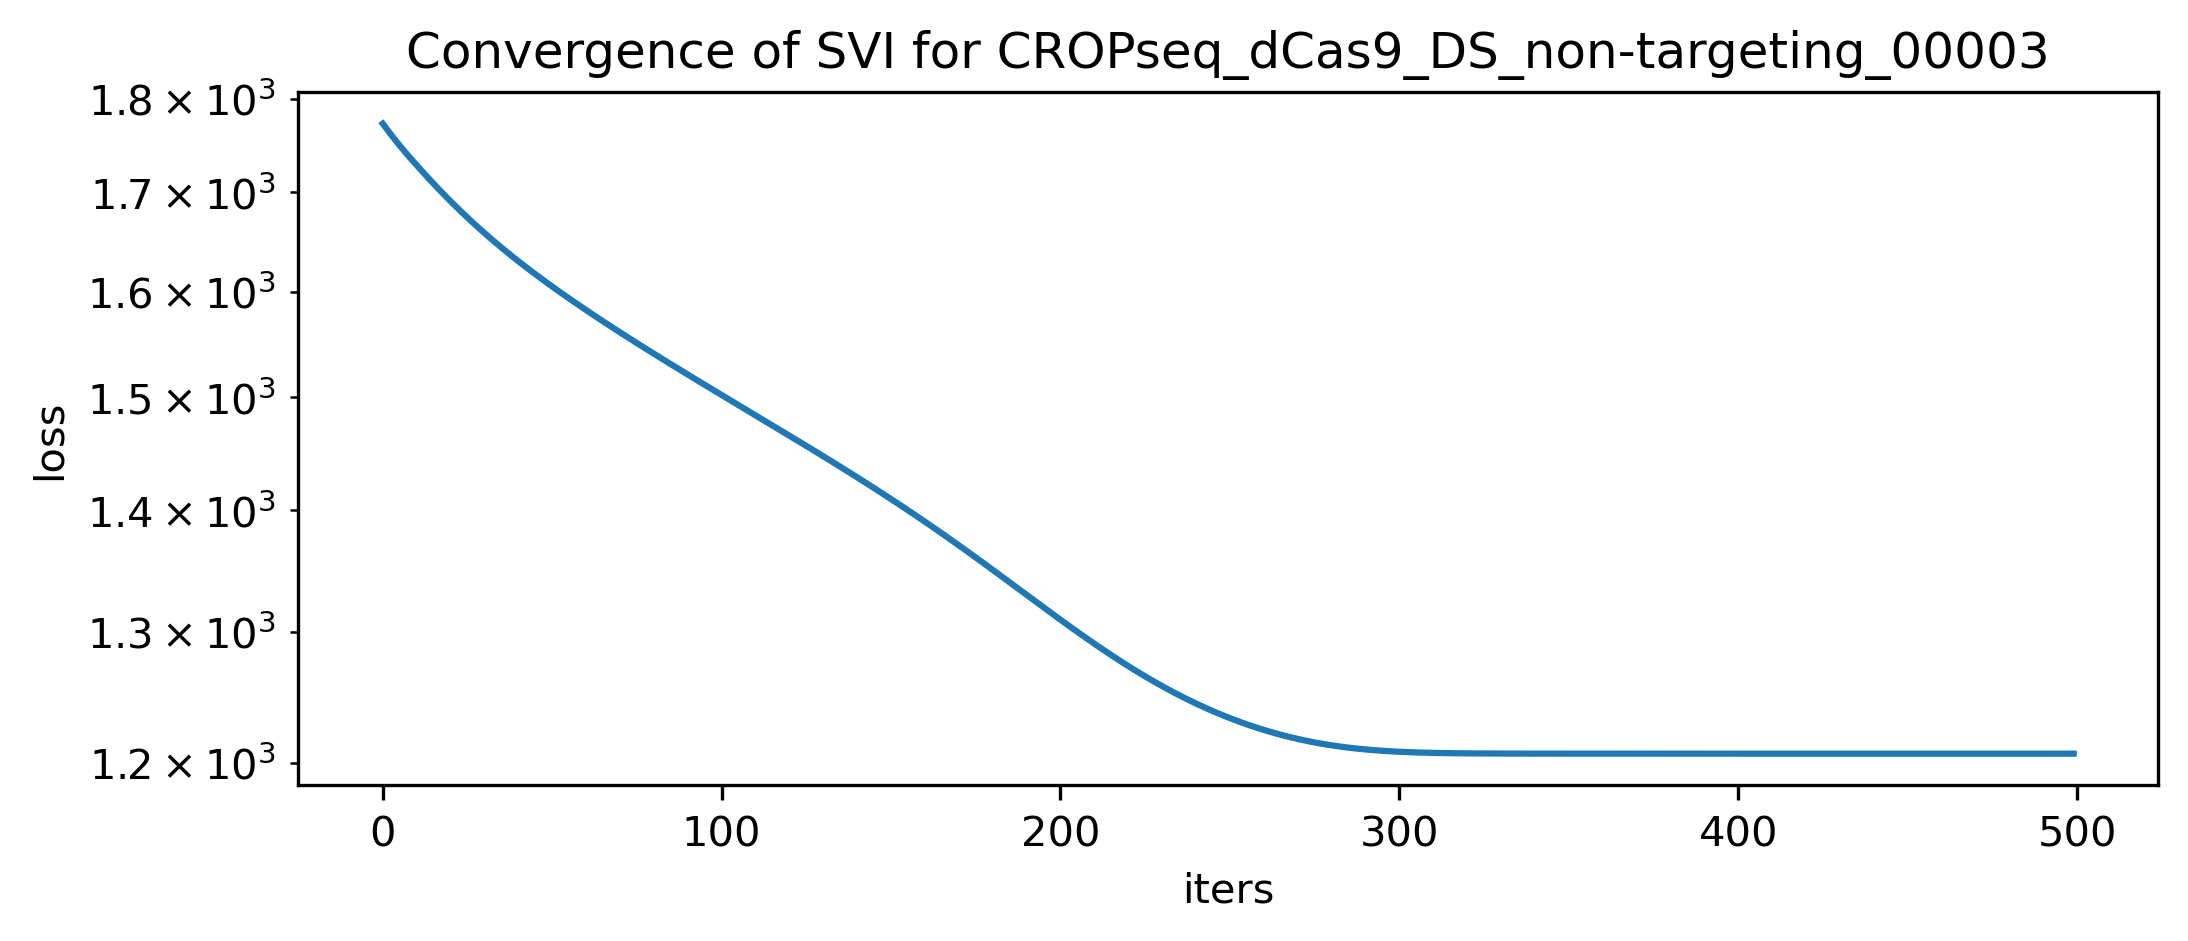 Convergence of SVI for CROPseq_dCas9_DS_non-targeting_00003
1.8 × 10³
1.7 × 10³
1.6 × 10³
1.5 × 10³
1.4 × 10³
1.3 × 10³
1.2 × 10³
loss
0 100 200 300 400 500
iters